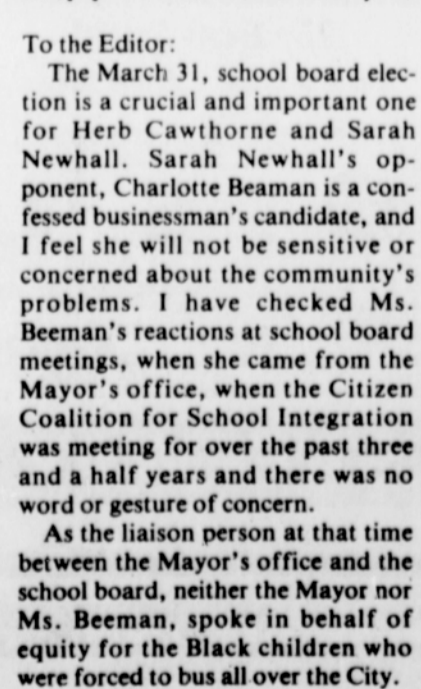 To the Editor:
The March 31, school board elec-
tion is a crucial and important one
for Herb Cawthorne and Sarah
Newhall. Sarah Newhall's op-
ponent, Charlotte Beaman is a con-
fessed businessman's candidate, and
I feel she will not be sensitive or
concerned about the community's
problems. I have checked Ms.
Beeman's reactions at school board
meetings, when she came from the
Mayor's office, when the Citizen
Coalition for School Integration
was meeting for over the past three
and a half years and there was no
word or gesture of concern.
As the liaison person at that time
between the Mayor's office and the
school board, neither the Mayor nor
Ms. Beeman, spoke in behalf of
equity for the Black children who
were forced to bus all over the City.